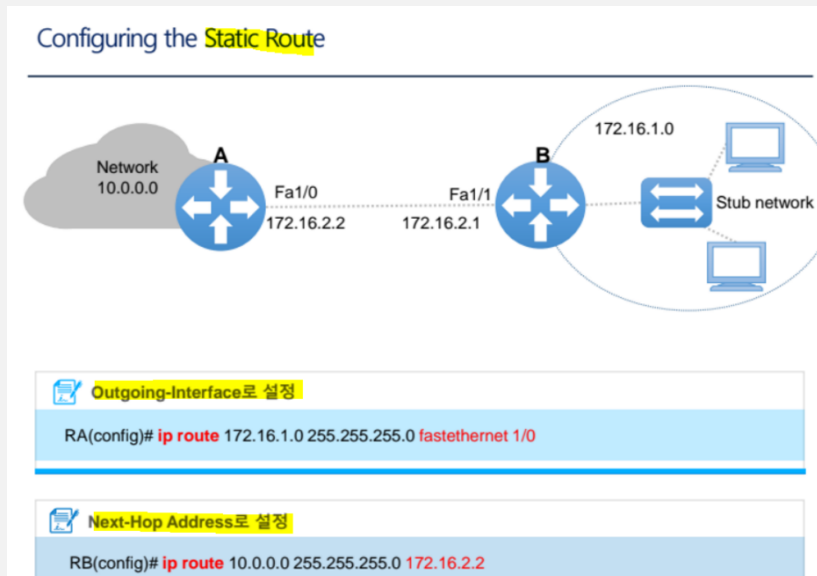 Configuring the Static Route
Network
10.0.0.0
A
Fa1/0
172.16.2.2
Fa1/1
172.16.2.1
B
172.16.1.0
Stub network
Outgoing-Interface로 설정
RA(config)# ip route 172.16.1.0 255.255.255.0 fastethernet 1/0
Next-Hop Address로 설정
RB(config)# ip route 10.0.0.0 255.255.255.0 172.16.2.2